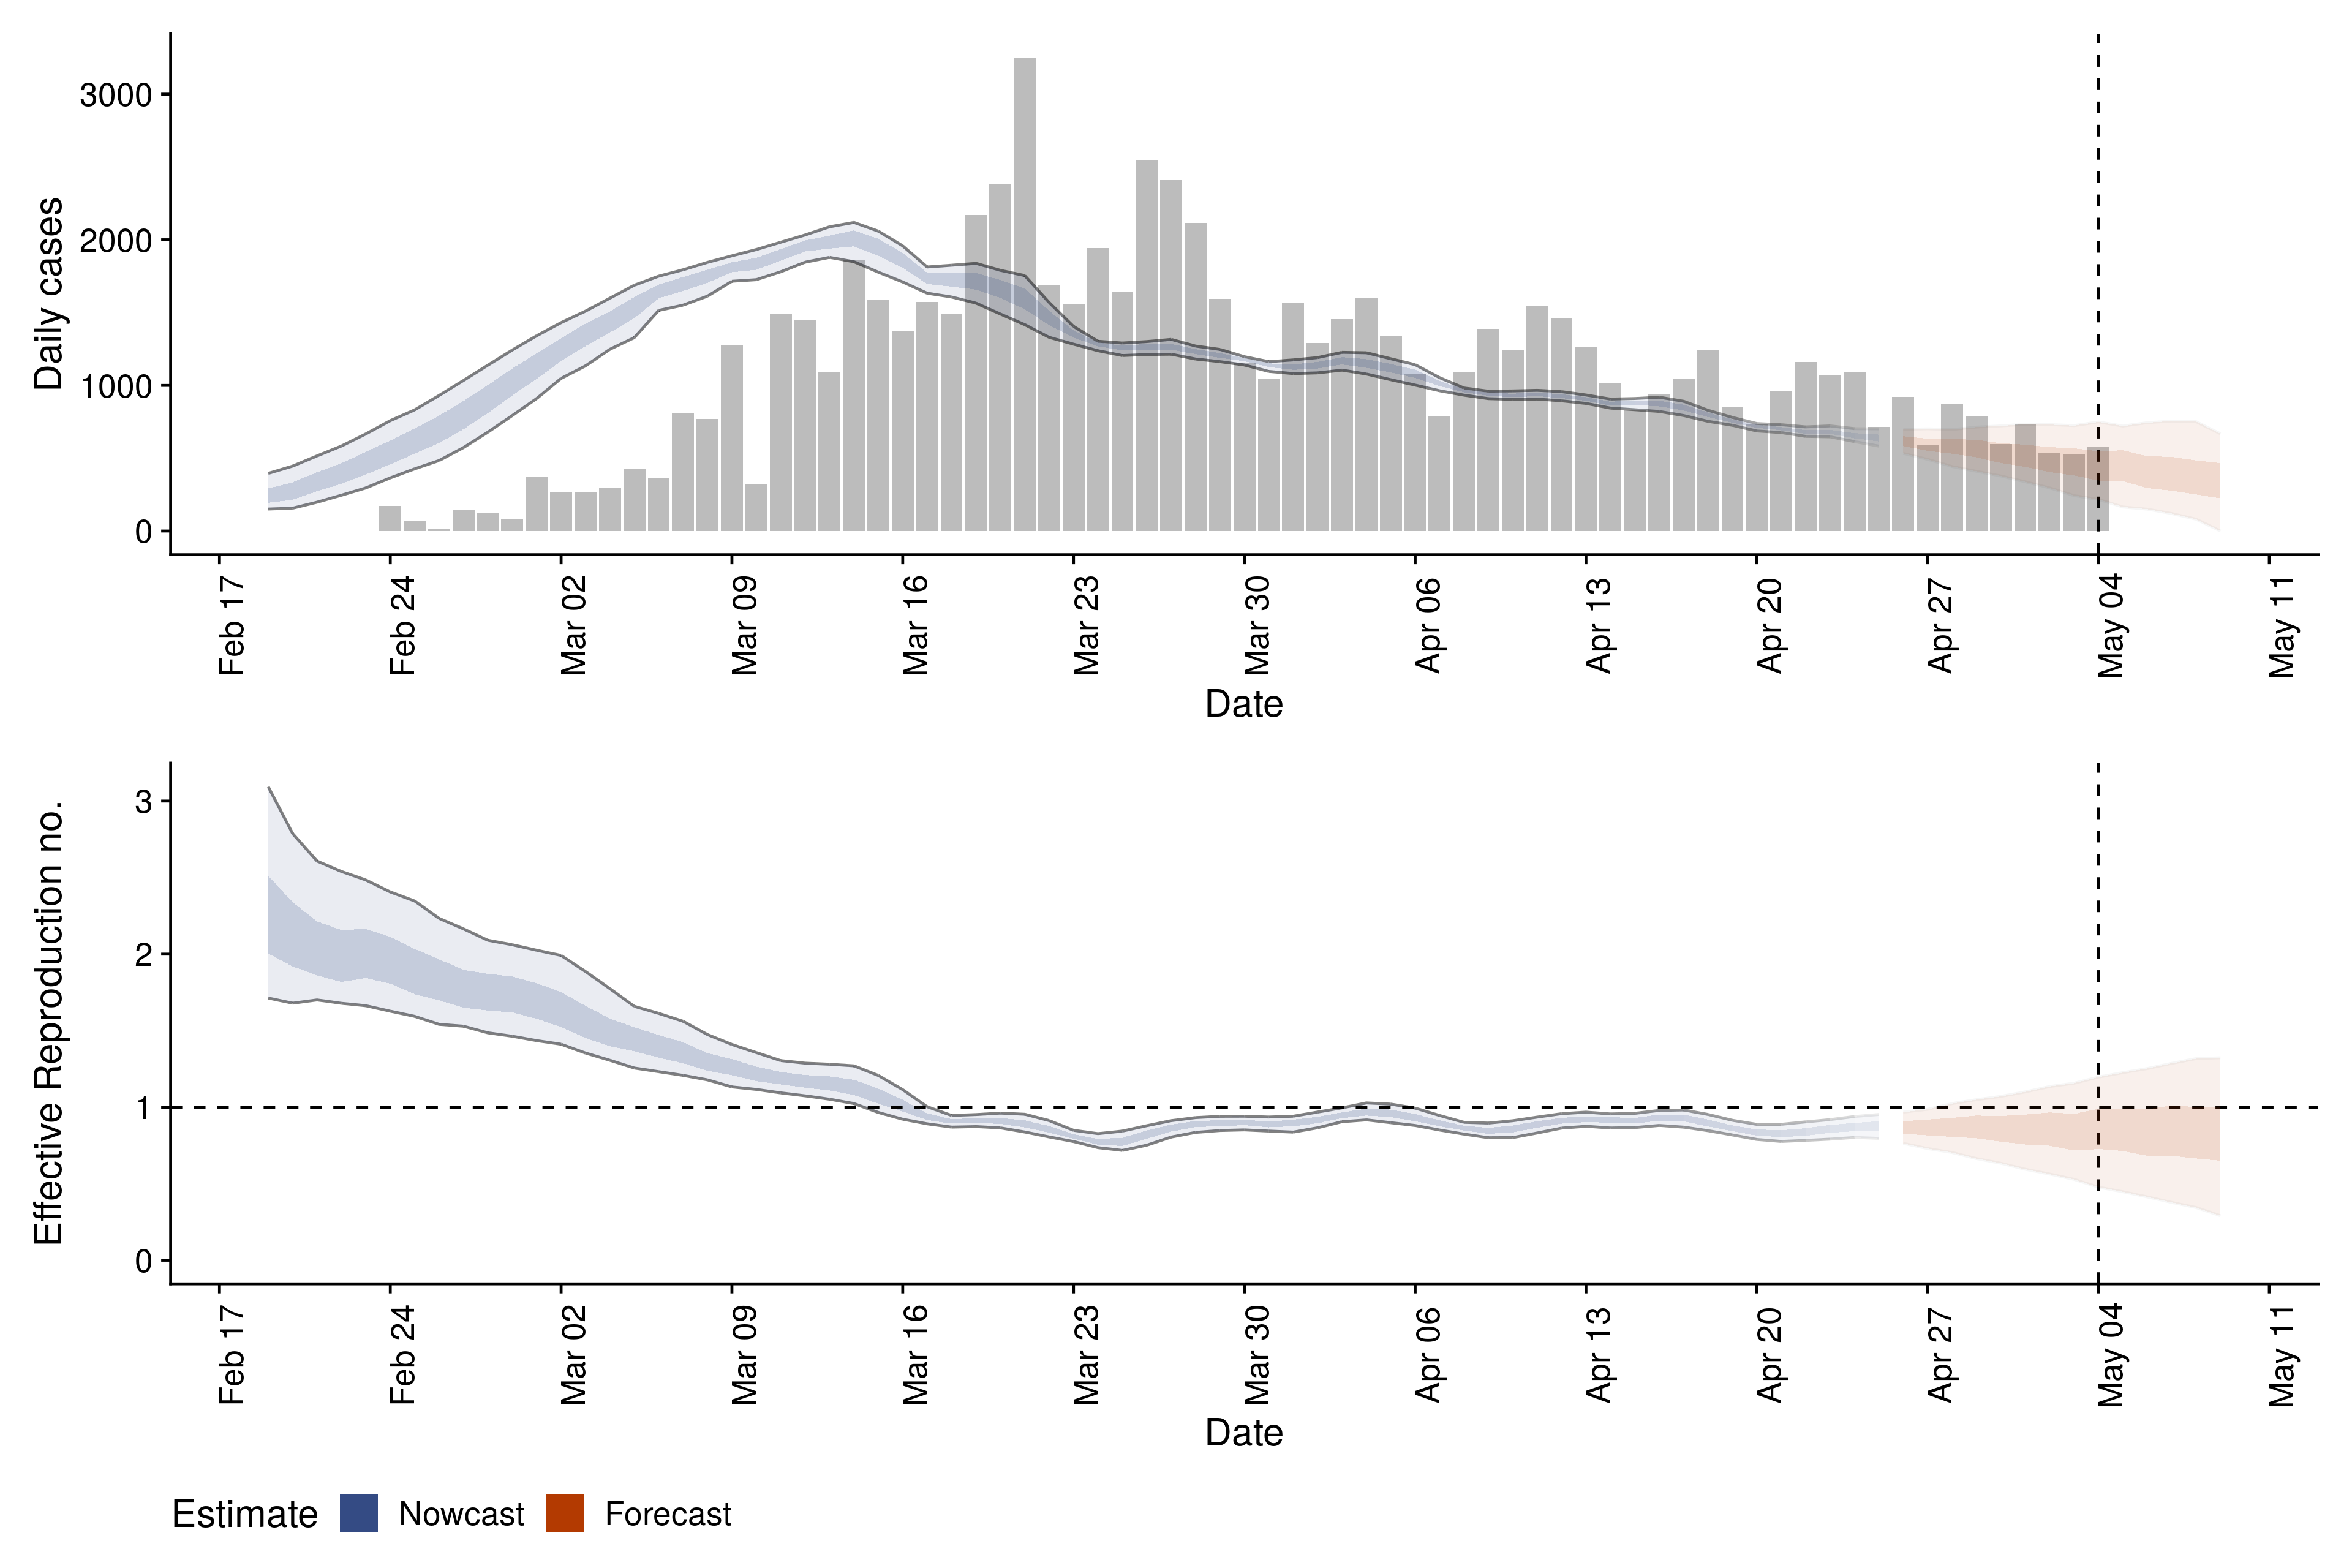 Daily cases
3000
2000
1000
0
Feb 17
Feb 24
Mar 02
Mar 09
Mar 16
Mar 23
Mar 30
Apr 06
Apr 13
Apr 20
Apr 27
May 04
May 11
Date
Effective Reproduction no.
3
2
1
0
Feb 17
Feb 24
Mar 02
Mar 09
Mar 16
Mar 23
Mar 30
Apr 06
Apr 13
Apr 20
Apr 27
May 04
May 11
Date
Estimate Nowcast Forecast